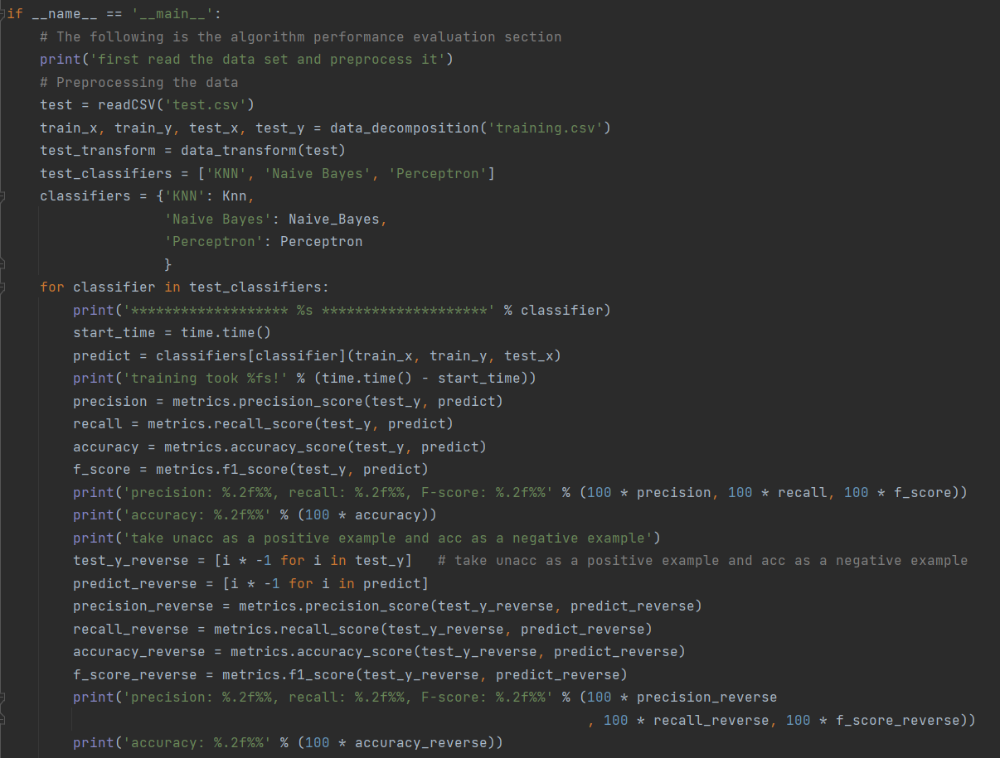 if __name__ == '__main__':
    # The following is the algorithm performance evaluation section
    print('first read the data set and preprocess it')
    # Preprocessing the data
    test = readCSV('test.csv')
    train_x, train_y, test_x, test_y = data_decomposition('training.csv')
    test_transform = data_transform(test)
    test_classifiers = ['KNN', 'Naive Bayes', 'Perceptron']
    classifiers = {'KNN': Knn,
                   'Naive Bayes': Naive_Bayes,
                   'Perceptron': Perceptron
                   }
    for classifier in test_classifiers:
        print('******************* %s ********************' % classifier)
        start_time = time.time()
        predict = classifiers[classifier](train_x, train_y, test_x)
        print('training took %fs!' % (time.time() - start_time))
        precision = metrics.precision_score(test_y, predict)
        recall = metrics.recall_score(test_y, predict)
        accuracy = metrics.accuracy_score(test_y, predict)
        f_score = metrics.f1_score(test_y, predict)
        print('precision: %.2f%%, recall: %.2f%%, F-score: %.2f%%' % (100 * precision, 100 * recall, 100 * f_score))
        print('accuracy: %.2f%%' % (100 * accuracy))
        print('take unacc as a positive example and acc as a negative example')
        test_y_reverse = [i * -1 for i in test_y]   # take unacc as a positive example and acc as a negative example
        predict_reverse = [i * -1 for i in predict]
        precision_reverse = metrics.precision_score(test_y_reverse, predict_reverse)
        recall_reverse = metrics.recall_score(test_y_reverse, predict_reverse)
        accuracy_reverse = metrics.accuracy_score(test_y_reverse, predict_reverse)
        f_score_reverse = metrics.f1_score(test_y_reverse, predict_reverse)
        print('precision: %.2f%%, recall: %.2f%%, F-score: %.2f%%' % (100 * precision_reverse
                                                                      , 100 * recall_reverse, 100 * f_score_reverse))
        print('accuracy: %.2f%%' % (100 * accuracy_reverse))